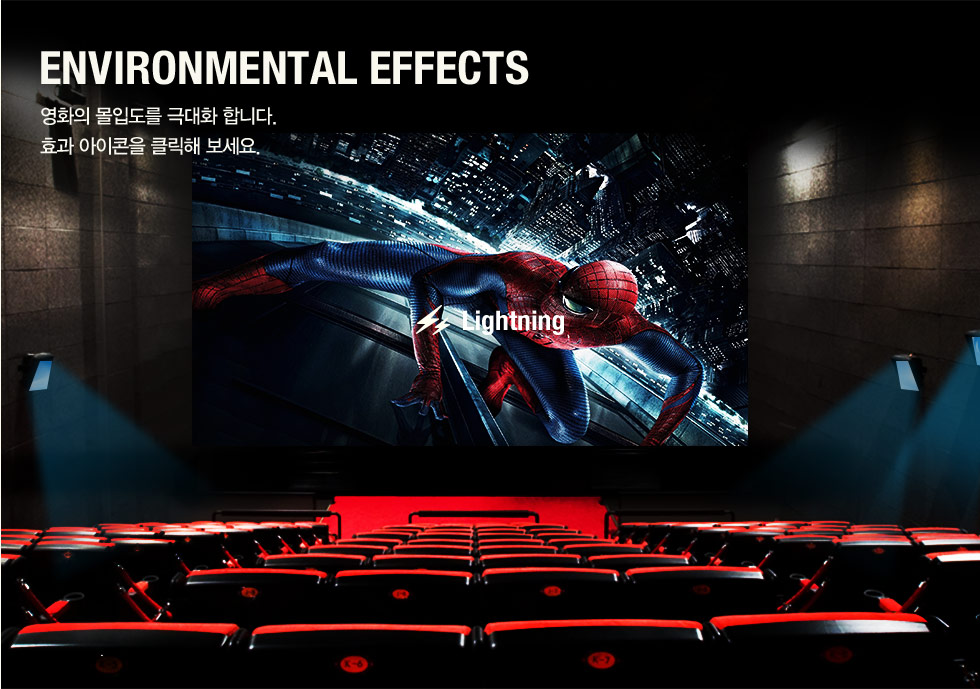 ENVIRONMENTAL EFFECTS
영화의 몰입도를 극대화 합니다.
효과 아이콘을 클릭해 보세요.
Lightning